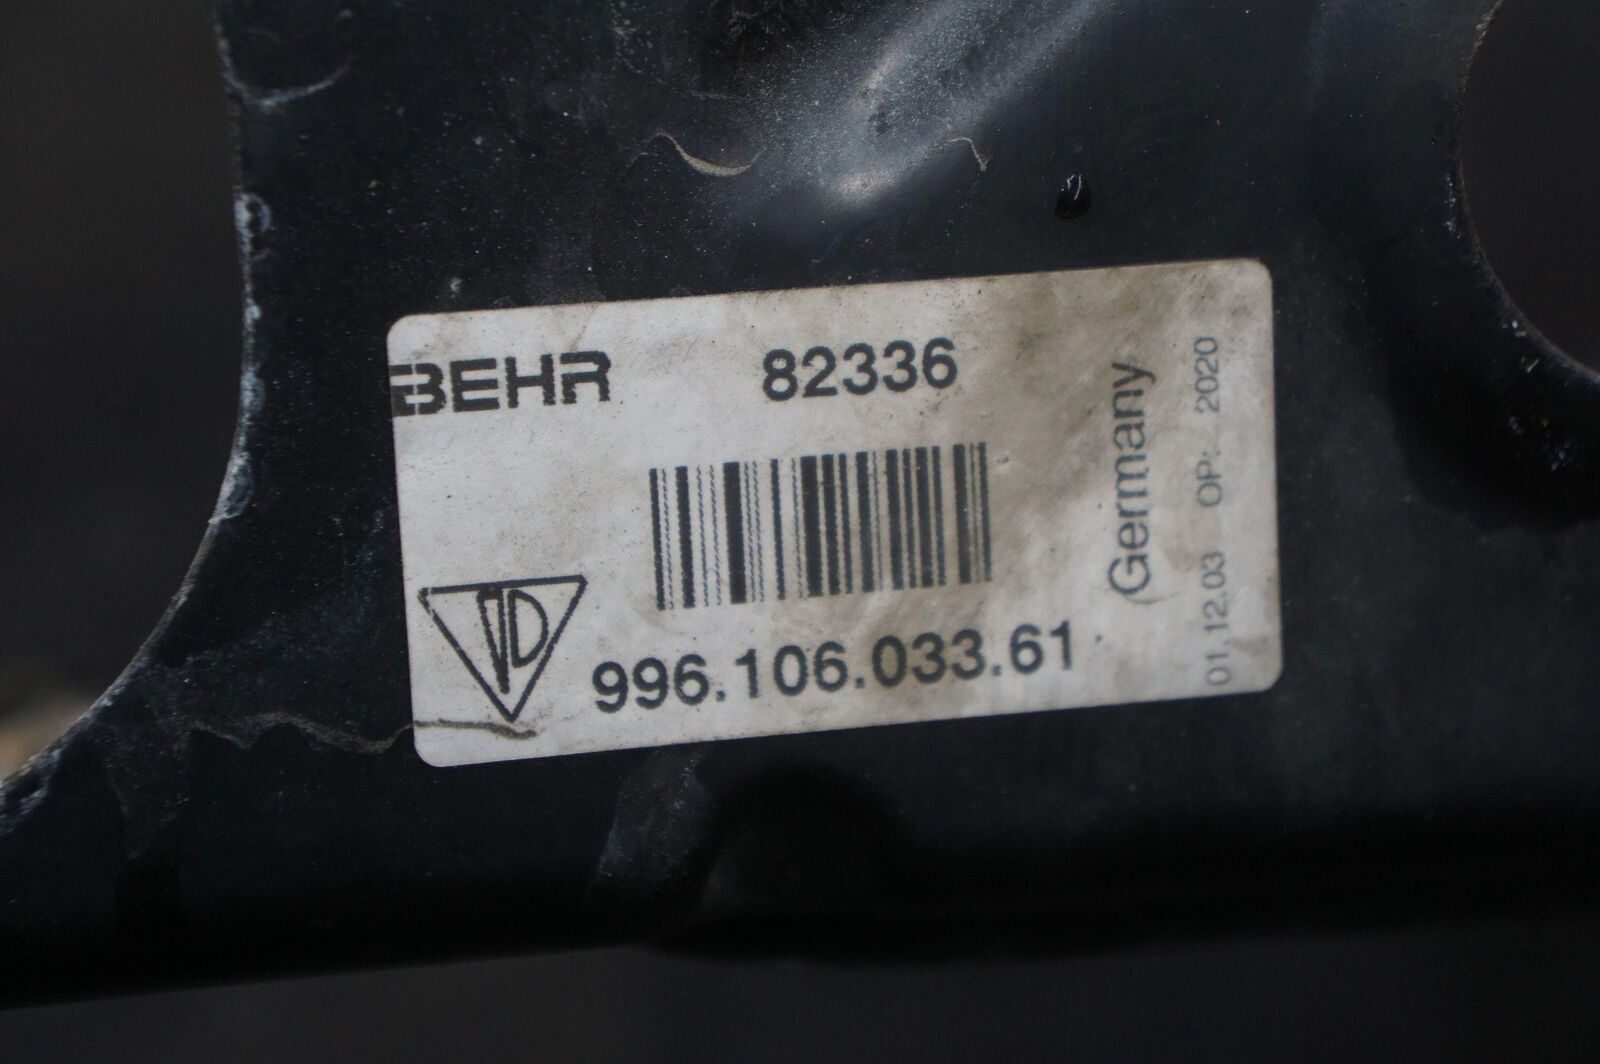 BEHR 82336
996.106.033.61
Germany
01.12.03 OP: 2020